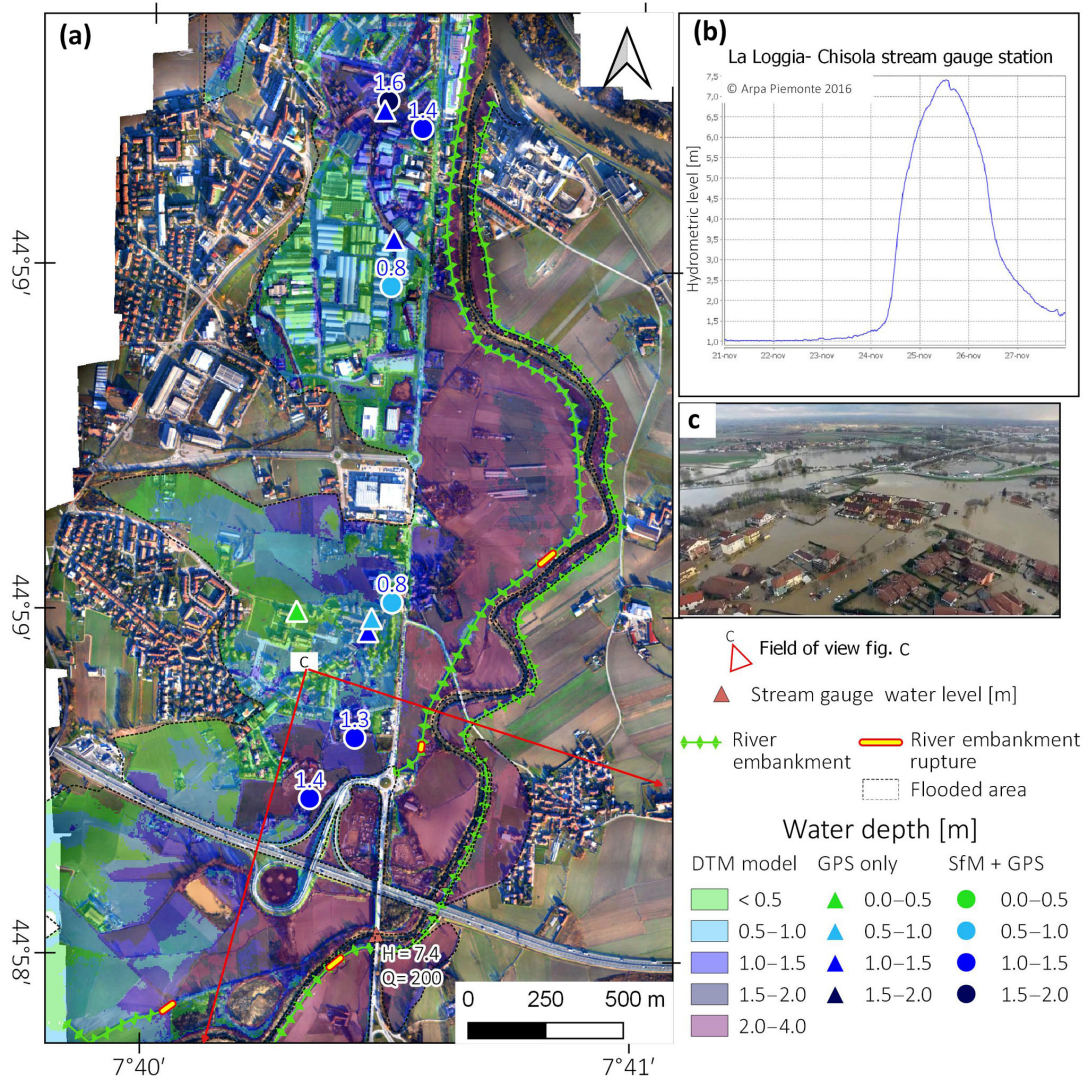 (a)
1.6
1.4
0.8
0.8
C
1.3
1.4
H = 7.4
Q= 200
0 250 500 m
44°59′
44°59′
44°58′
7°40′
7°41′
(b)
La Loggia- Chisola stream gauge station
© Arpa Piemonte 2016
Hydrometric level [m]
7,5
7,0
6,5
6,0
5,5
5,0
4,5
4,0
3,5
3,0
2,5
2,0
1,5
1,0
21-nov 22-nov 23-nov 24-nov 25-nov 26-nov 27-nov
c
C
Field of view fig. C
Stream gauge water level [m]
River embankment
River embankment rupture
Flooded area
Water depth [m]
DTM model GPS only SfM + GPS
< 0.5 0.0–0.5 0.0–0.5
0.5–1.0 0.5–1.0 0.5–1.0
1.0–1.5 1.0–1.5 1.0–1.5
1.5–2.0 1.5–2.0 1.5–2.0
2.0–4.0